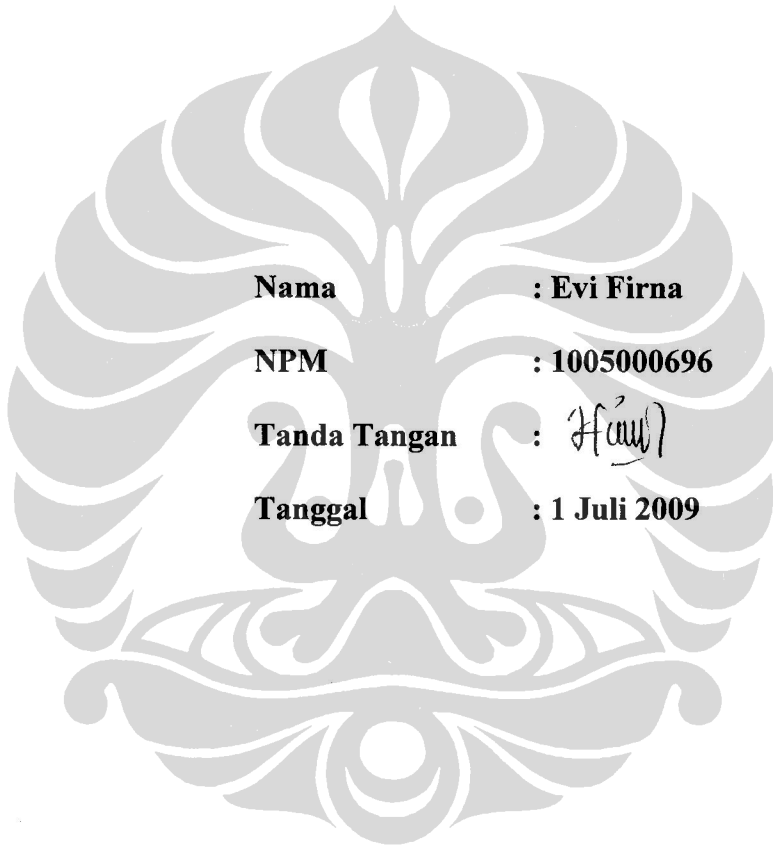 Nama : Evi Firna
NPM : 1005000696
Tanda Tangan :
Tanggal : 1 Juli 2009